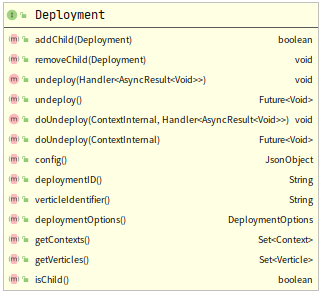 Deployment
addChild(Deployment) boolean
removeChild(Deployment) void
undeploy(Handler<AsyncResult<Void>>) void
undeploy() Future<Void>
doUndeploy(ContextInternal, Handler<AsyncResult<Void>>) void
doUndeploy(ContextInternal) Future<Void>
config() JsonObject
deploymentID() String
verticleIdentifier() String
deploymentOptions() DeploymentOptions
getContexts() Set<Context>
getVerticles() Set<Verticle>
isChild() boolean